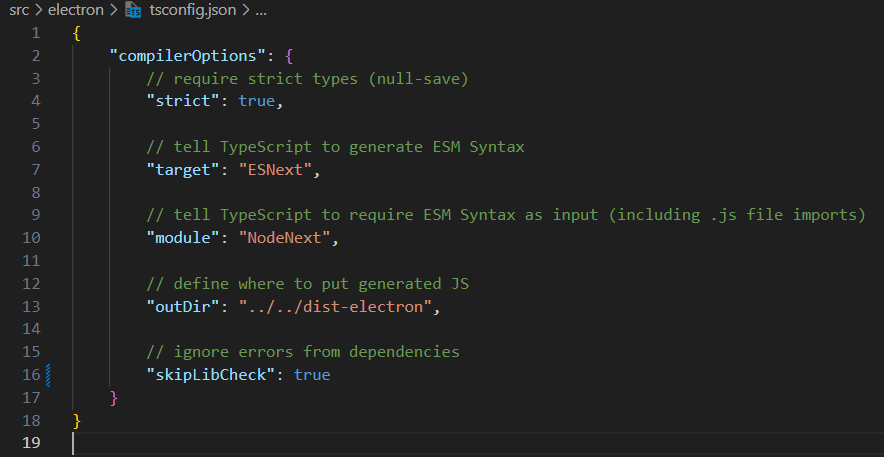 src > electron > TS tsconfig.json > ...
1 {
2 "compilerOptions": {
3 // require strict types (null-save)
4 "strict": true,
5
6 // tell TypeScript to generate ESM Syntax
7 "target": "ESNext",
8
9 // tell TypeScript to require ESM Syntax as input (including .js file imports)
10 "module": "NodeNext",
11
12 // define where to put generated JS
13 "outDir": "../../dist-electron",
14
15 // ignore errors from dependencies
16 "skipLibCheck": true
17 }
18 }
19